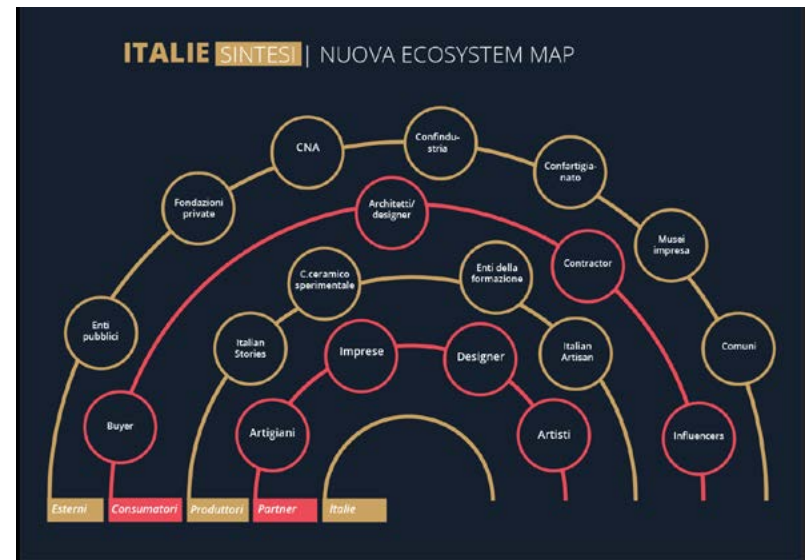 ITALIE SINTESI | NUOVA ECOSYSTEM MAP
CNA
Confindu-
stria
Confartigia-
nato
Fondazioni
private
Architetti/
designer
Musei
impresa
Contractor
C.ceramico
sperimentale
Enti della
formazione
Enti
pubblici
Italian
Stories
Imprese
Designer
Italian
Artisan
Comuni
Buyer
Artigiani
Artisti
Influencers
Esterni
Consumatori
Produttori
Partner
Italie